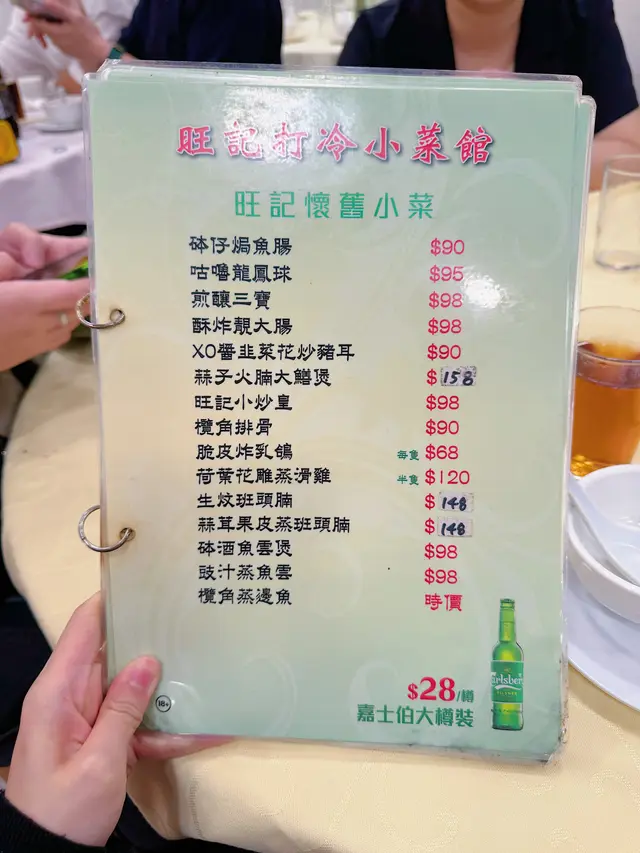 旺記打冷小菜館
旺記懷舊小菜
砵仔焗魚腸 $90
咕嚕龍鳳球 $95
煎釀三寶 $98
酥炸靚大腸 $98
XO醬韭菜花炒豬耳 $90
蒜子火腩大鱔煲 $158
旺記小炒皇 $98
欖角排骨 $90
脆皮炸乳鴿 每隻 $68
荷葉花雕蒸滑雞 半隻 $120
生炆班頭腩 $148
蒜茸果皮蒸班頭腩 $148
砵酒魚雲煲 $98
豉汁蒸魚雲 $98
欖角蒸邊魚 時價
$28/樽
嘉士伯大樽裝
18+
Carlsberg